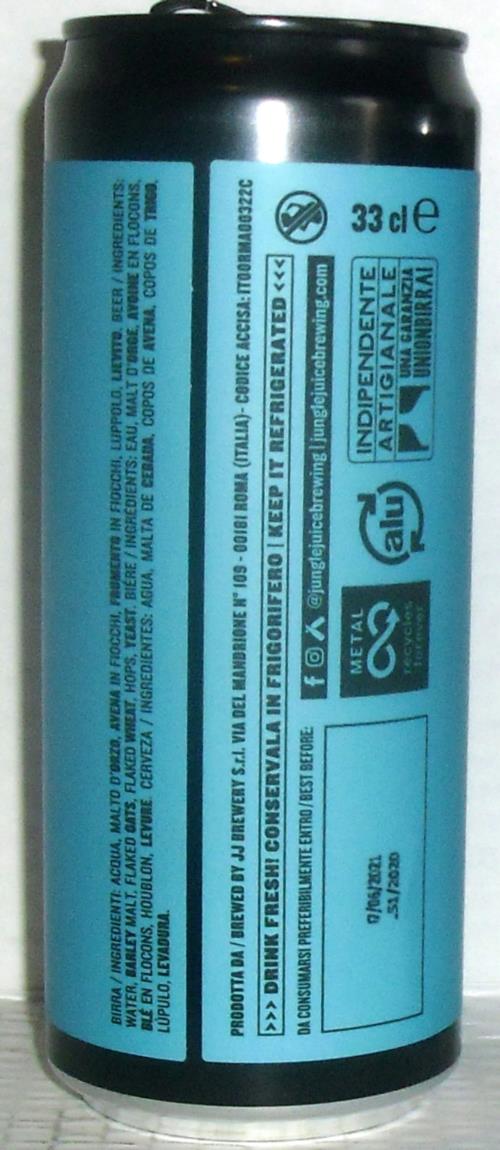 BIRRA / INGREDIENTI: ACQUA, MALTO D'ORZO, AVENA IN FIOCCHI, FRUMENTO IN FIOCCHI, LUPPOLO, LIEVITO. BEER / INGREDIENTS:
WATER, BARLEY MALT, FLAKED OATS, FLAKED WHEAT, HOPS, YEAST. BIÈRE / INGRÉDIENTS: EAU, MALT D'ORGE, AVOINE EN FLOCONS,
BLÉ EN FLOCONS, HOUBLON, LEVURE. CERVEZA / INGREDIENTES: AGUA, MALTA DE CEBADA, COPOS DE AVENA, COPOS DE TRIGO,
LÚPULO, LEVADURA.
PRODOTTA DA / BREWED BY JJ BREWERY S.r.l. VIA DEL MANDRIONE N° 109 - 00181 ROMA (ITALIA)- CODICE ACCISA: IT00RMA00322C
>>> DRINK FRESH! CONSERVALA IN FRIGORIFERO | KEEP IT REFRIGERATED <<<
DA CONSUMARSI PREFERIBILMENTE ENTRO / BEST BEFORE:
@junglejuicebrewing | junglejuicebrewing.com
/06/2021
51/2020
METAL
recycles
forever
alu
INDIPENDENTE
ARTIGIANALE
UNA GARANZIA
UNIONBIRRAI
33 cl e